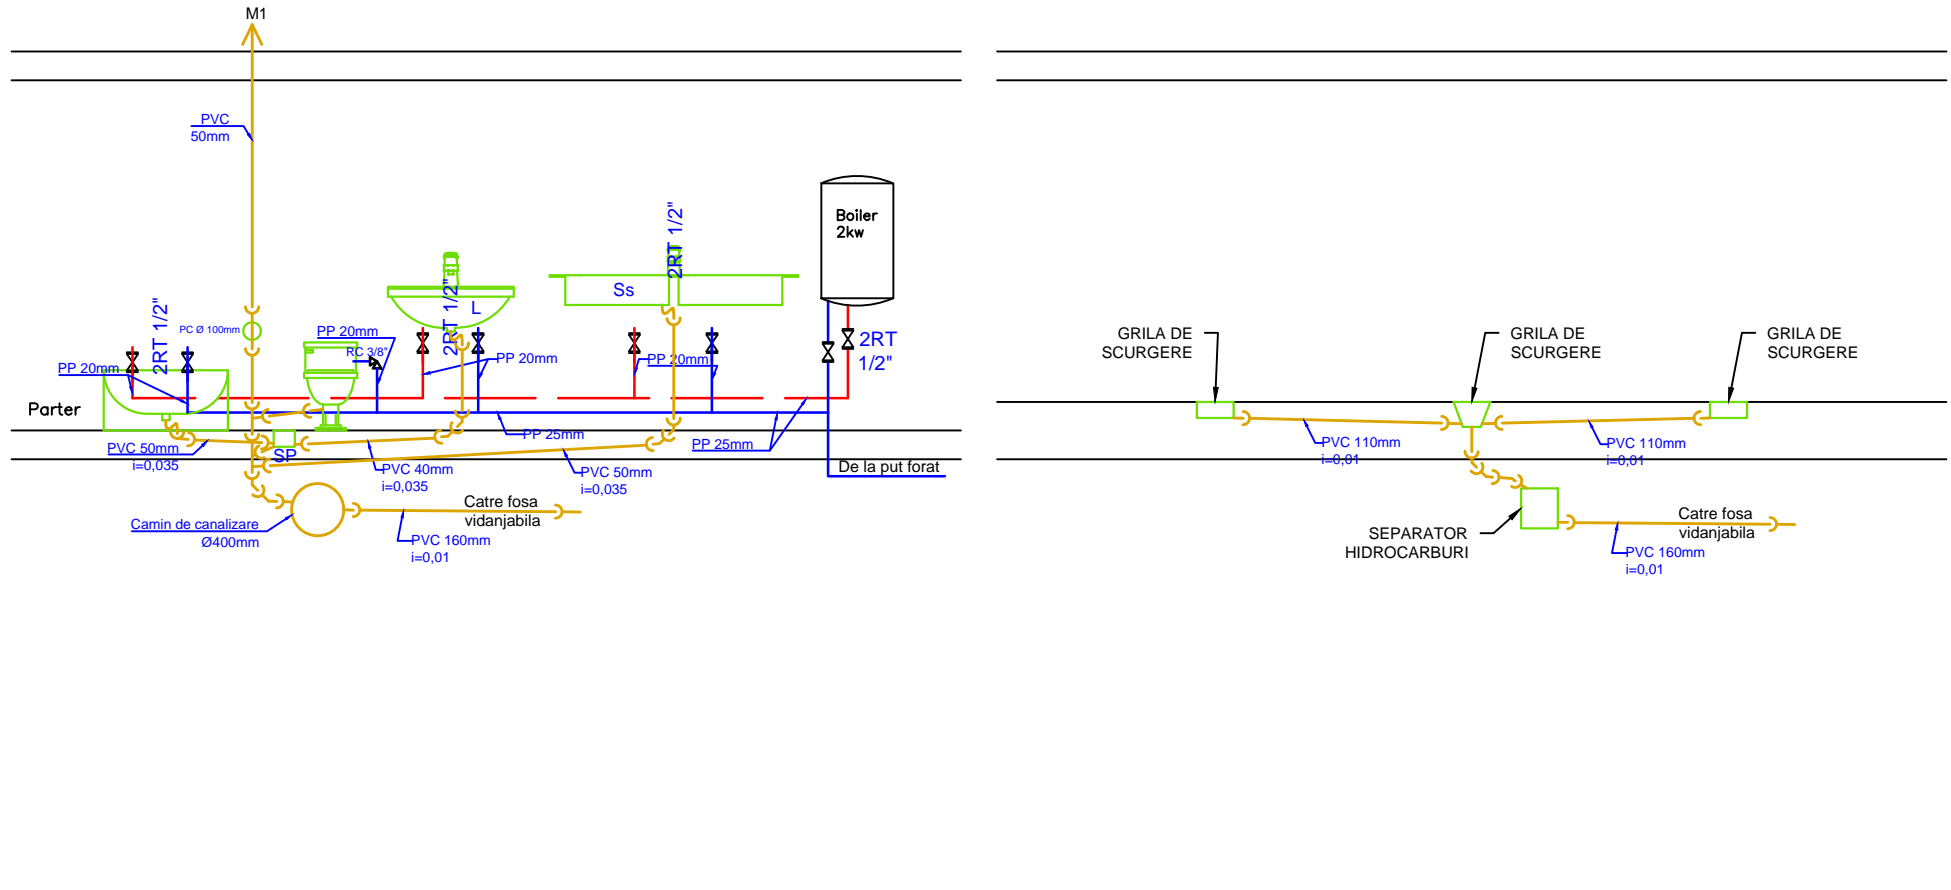 M1
PVC
50mm
Boiler
2kw
2RT 1/2"
Ss
2RT 1/2"
L
2RT 1/2"
PC Ø 100mm
PP 20mm
RC 3/8"
PP 20mm
PP 20mm
PP 20mm
2RT
1/2"
Parter
PVC 50mm
i=0,035
SP
PVC 40mm
i=0,035
PP 25mm
PVC 50mm
i=0,035
PP 25mm
De la put forat
Camin de canalizare
Ø400mm
Catre fosa
vidanjabila
PVC 160mm
i=0,01
GRILA DE
SCURGERE
GRILA DE
SCURGERE
GRILA DE
SCURGERE
PVC 110mm
i=0,01
PVC 110mm
i=0,01
SEPARATOR
HIDROCARBURI
Catre fosa
vidanjabila
PVC 160mm
i=0,01